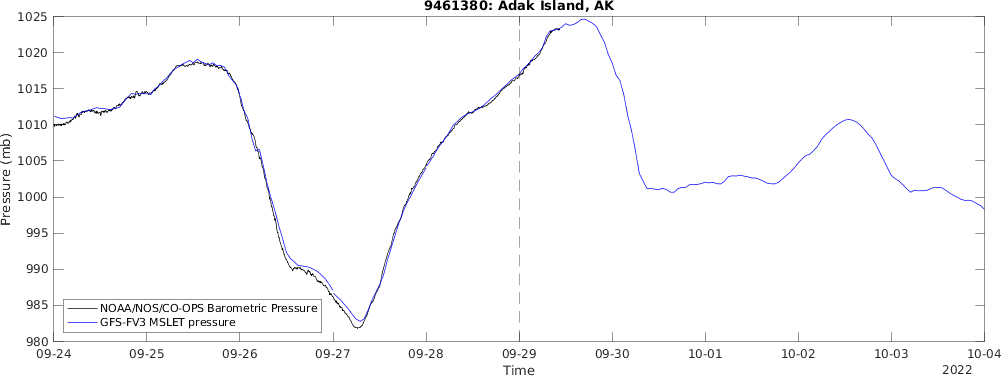 9461380: Adak Island, AK
1025
1020
1015
1010
1005
1000
995
990
985
980
Pressure (mb)
NOAA/NOS/CO-OPS Barometric Pressure
GFS-FV3 MSLET pressure
09-24 09-25 09-26 09-27 09-28 09-29 09-30 10-01 10-02 10-03 10-04
Time
2022